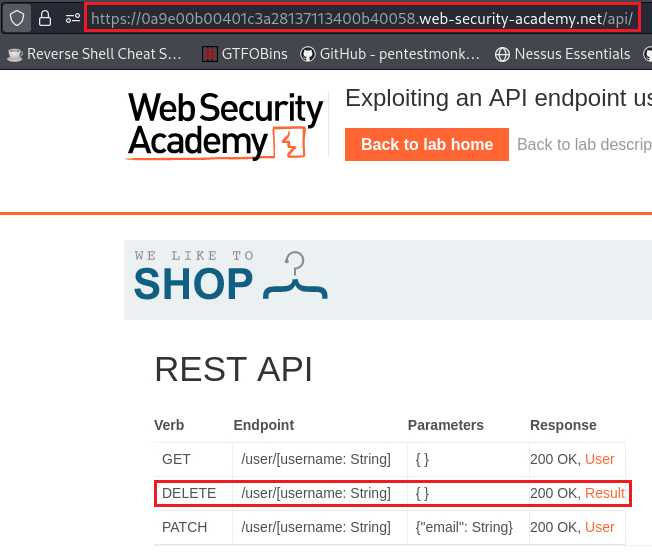 https://0a9e00b00401c3a28137113400b40058.web-security-academy.net/api/
Reverse Shell Cheat S… GTFOBins GitHub - pentestmonk… Nessus Essentials
Web Security
Academy
Exploiting an API endpoint us
Back to lab home Back to lab descrip
WE LIKE TO
SHOP
REST API
Verb Endpoint Parameters Response
GET /user/[username: String] { } 200 OK, User
DELETE /user/[username: String] { } 200 OK, Result
PATCH /user/[username: String] {"email": String} 200 OK, User